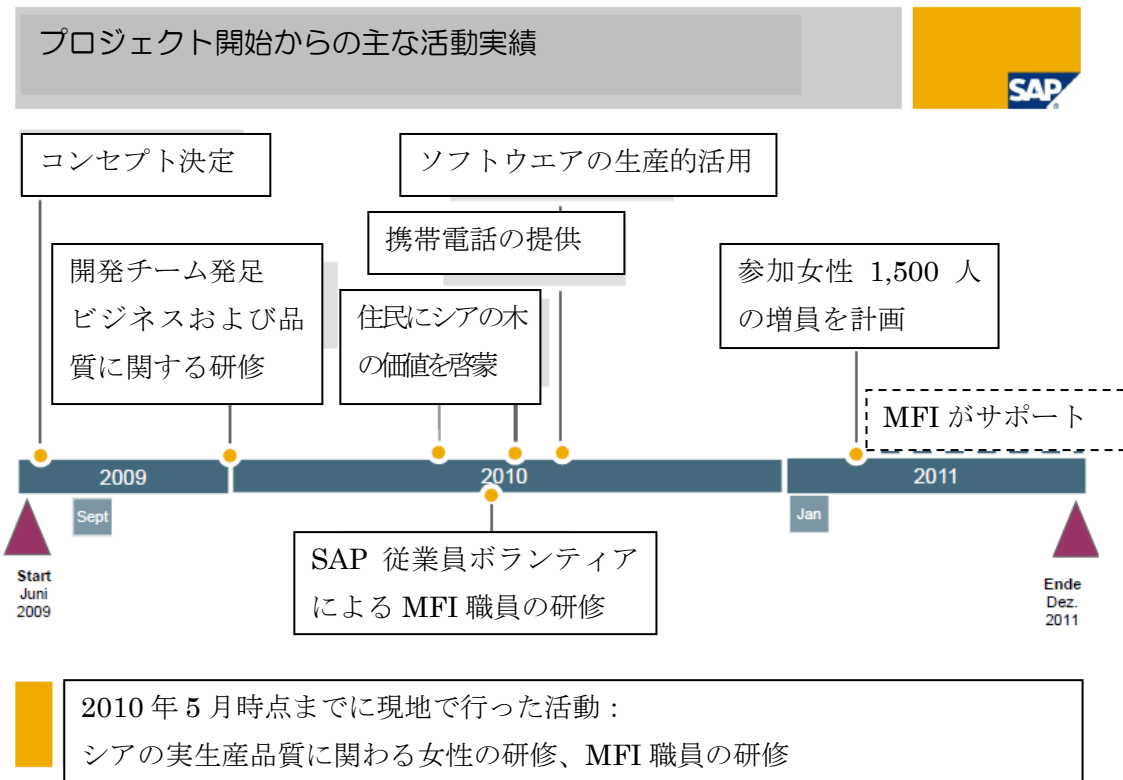 プロジェクト開始からの主な活動実績
SAP
コンセプト決定
ソフトウエアの生産的活用
携帯電話の提供
開発チーム発足
ビジネスおよび品
質に関する研修
住民にシアの木
の価値を啓蒙
参加女性 1,500 人
の増員を計画
MFI がサポート
2009
2010
2011
Sept
Jan
Start
Juni
2009
SAP 従業員ボランティア
による MFI 職員の研修
Ende
Dez.
2011
2010 年 5 月時点までに現地で行った活動：
シアの実生産品質に関わる女性の研修、MFI 職員の研修